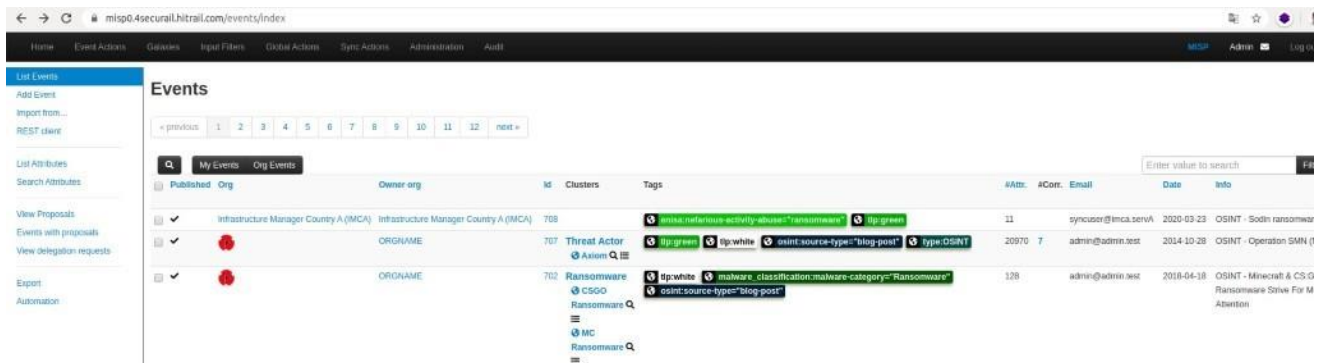 misp0.4securail.hitrail.com/events/index
Home Event Actions Galaxies Input Filters Global Actions Sync Actions Administration Audit MISP Admin Log ou
List Events
Add Event
Import from...
REST client
List Attributes
Search Attributes
View Proposals
Events with proposals
View delegation requests
Export
Automation
Events
« previous 1 2 3 4 5 6 7 8 9 10 11 12 next »
My Events Org Events Enter value to search Filt
Published Org Owner org Id Clusters Tags #Attr. #Corr. Email Date Info
Infrastructure Manager Country A (IMCA) Infrastructure Manager Country A (IMCA) 708 enisa:nefarious-activity-abuse="ransomware" tlp:green 11 syncuser@imca.servA 2020-03-23 OSINT - Sodin ransomwar
ORGNAME 707 Threat Actor tlp:green tlp:white osint:source-type="blog-post" type:OSINT 20970 7 admin@admin.test 2014-10-28 OSINT - Operation SMN (
Axiom
ORGNAME 702 Ransomware tlp:white malware_classification:malware-category="Ransomware" 128 admin@admin.test 2018-04-18 OSINT - Minecraft & CS:G
CSGO osint:source-type="blog-post" Ransomware Strive For M
Ransomware Attention
MC
Ransomware